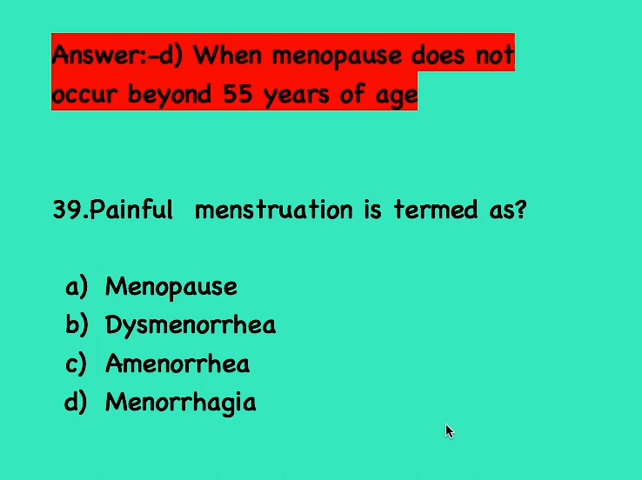 Answer:-d) When menopause does not
occur beyond 55 years of age
39.Painful menstruation is termed as?
a) Menopause
b) Dysmenorrhea
c) Amenorrhea
d) Menorrhagia